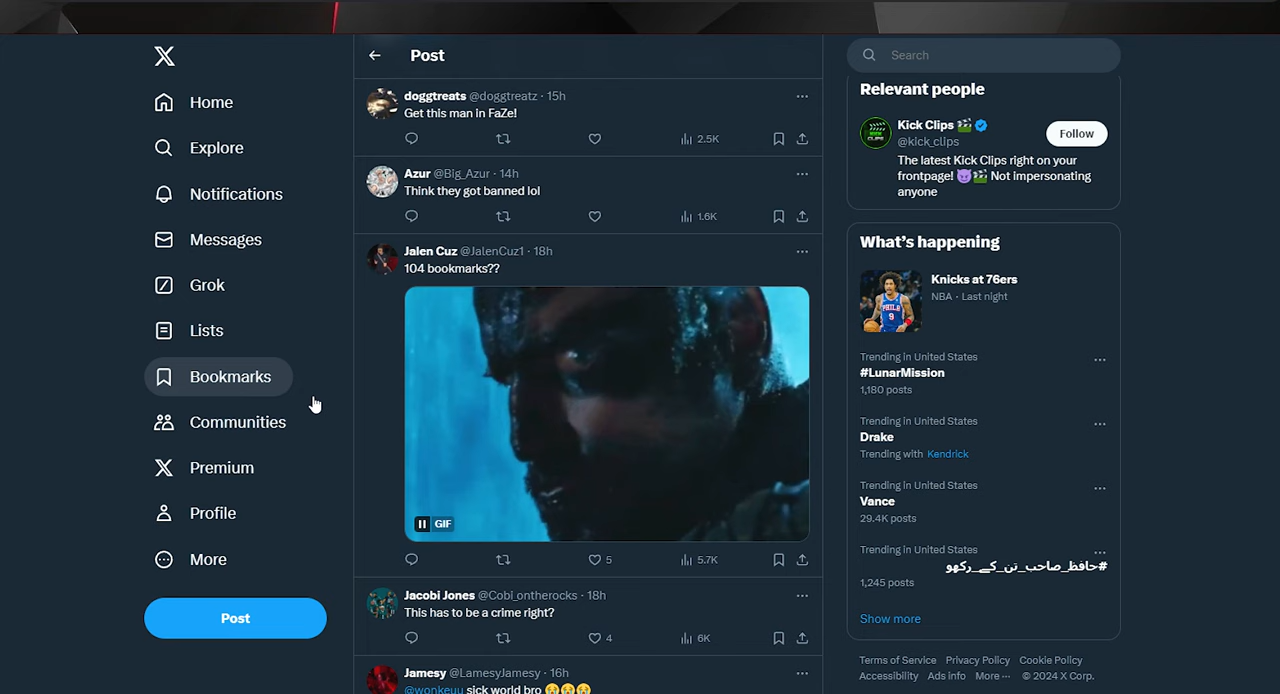 Home
Explore
Notifications
Messages
Grok
Lists
Bookmarks
Communities
Premium
Profile
More
Post
Post
doggtreats @doggtreatz · 15h
Get this man in FaZe!
2.5K
Azur @Big_Azur · 14h
Think they got banned lol
1.6K
Jalen Cuz @JalenCuz1 · 18h
104 bookmarks??
GIF
5 5.7K
Jacobi Jones @Cobi_ontherocks · 18h
This has to be a crime right?
4 6K
Jamesy @LamesyJamesy · 16h
@wonkeuu sick world bro 😢😢😢
Search
Relevant people
Kick Clips
@kick_clips
Follow
The latest Kick Clips right on your
frontpage! 😈🎬 Not impersonating
anyone
What's happening
Knicks at 76ers
NBA · Last night
PHILA
9
Trending in United States
#LunarMission
1,180 posts
Trending in United States
Drake
Trending with Kendrick
Trending in United States
Vance
29.4K posts
Trending in United States
#حافظ_صاحب_تن_کے_رکھو
1,245 posts
Show more
Terms of Service Privacy Policy Cookie Policy
Accessibility Ads info More ··· © 2024 X Corp.